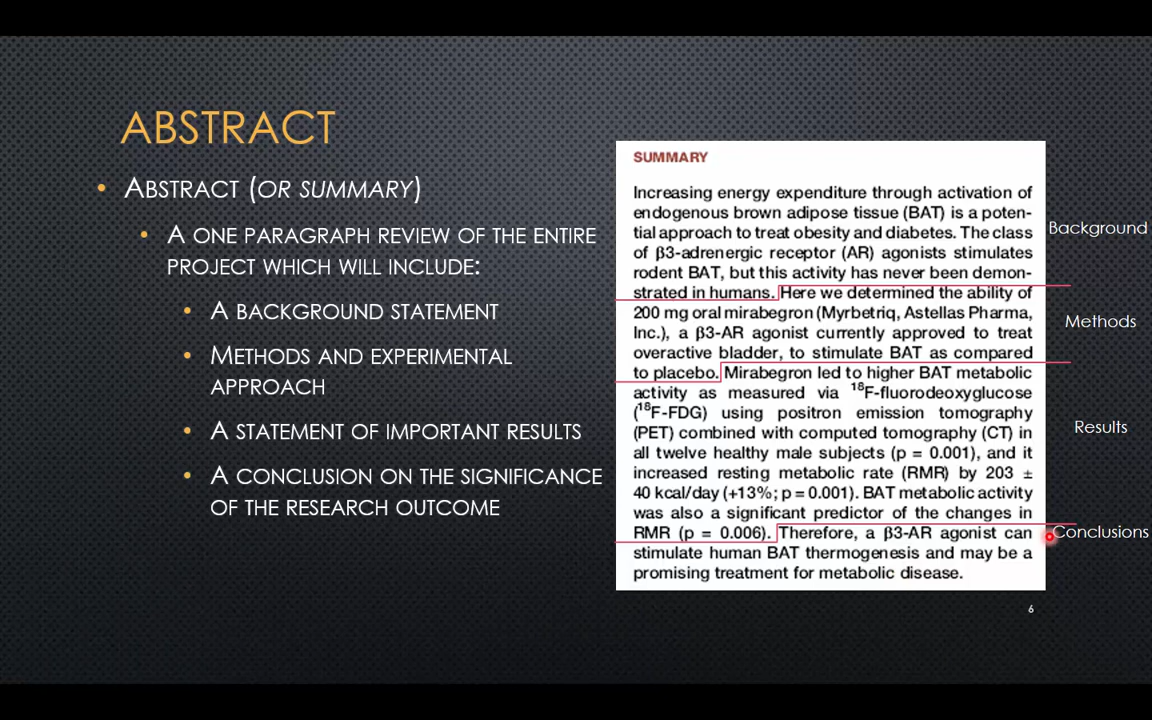 ABSTRACT
ABSTRACT (OR SUMMARY)
A ONE PARAGRAPH REVIEW OF THE ENTIRE
PROJECT WHICH WILL INCLUDE:
A BACKGROUND STATEMENT
METHODS AND EXPERIMENTAL
APPROACH
A STATEMENT OF IMPORTANT RESULTS
A CONCLUSION ON THE SIGNIFICANCE
OF THE RESEARCH OUTCOME
SUMMARY
Increasing energy expenditure through activation of
endogenous brown adipose tissue (BAT) is a poten-
tial approach to treat obesity and diabetes. The class
of β3-adrenergic receptor (AR) agonists stimulates
rodent BAT, but this activity has never been demon-
strated in humans. Here we determined the ability of
200 mg oral mirabegron (Myrbetriq, Astellas Pharma,
Inc.), a β3-AR agonist currently approved to treat
overactive bladder, to stimulate BAT as compared
to placebo. Mirabegron led to higher BAT metabolic
activity as measured via ¹⁸F-fluorodeoxyglucose
(¹⁸F-FDG) using positron emission tomography
(PET) combined with computed tomography (CT) in
all twelve healthy male subjects (p = 0.001), and it
increased resting metabolic rate (RMR) by 203 ±
40 kcal/day (+13%; p = 0.001). BAT metabolic activity
was also a significant predictor of the changes in
RMR (p = 0.006). Therefore, a β3-AR agonist can
stimulate human BAT thermogenesis and may be a
promising treatment for metabolic disease.
Background
Methods
Results
Conclusions
6